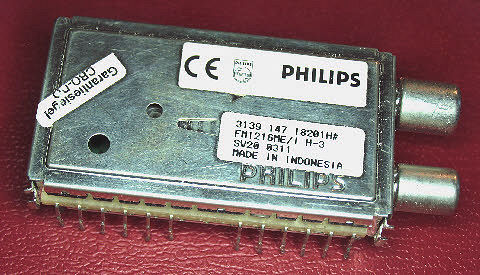 Garantiesiegel
CE PHILIPS
3139 147 18201H#
FM1216ME/I H-3
SV20 0311
MADE IN INDONESIA
PHILIPS